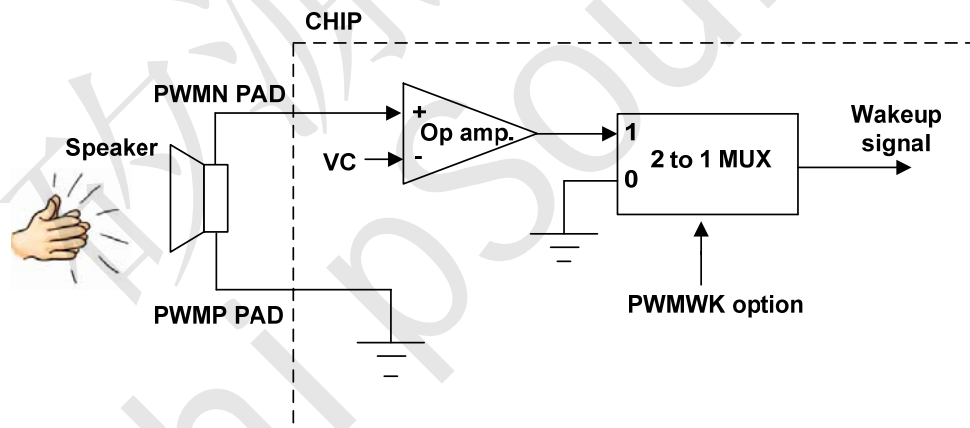 CHIP
PWMN PAD
Speaker
VC
+
Op amp.
-
1
2 to 1 MUX
0
Wakeup
signal
PWMP PAD
PWMWK option